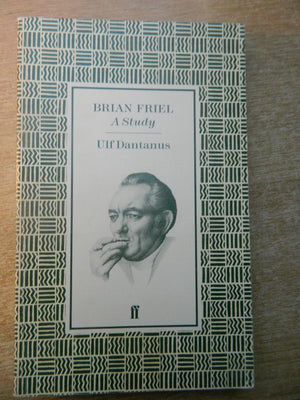 BRIAN FRIEL
A Study
Ulf Dantanus
ff